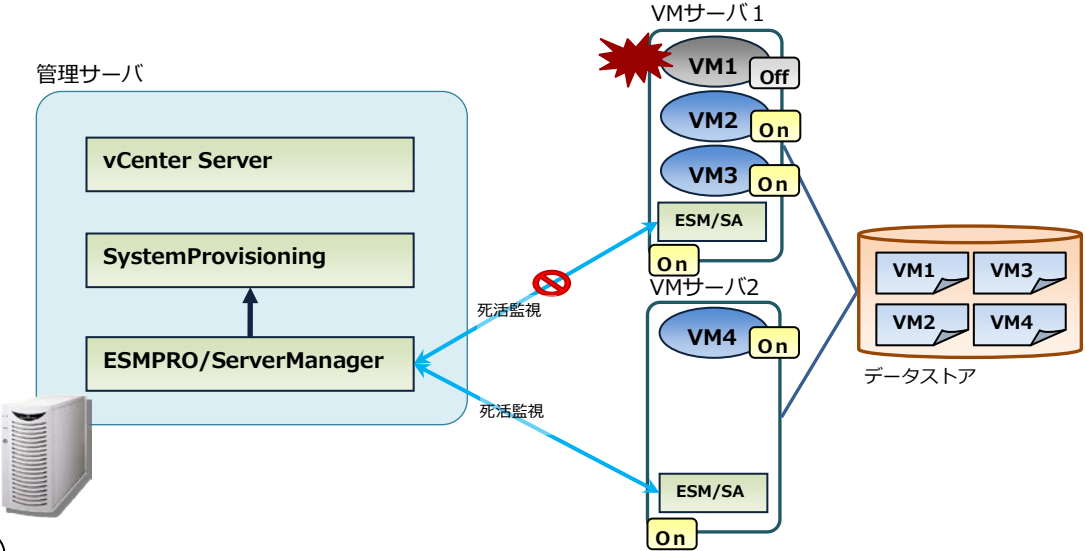 管理サーバ
vCenter Server
SystemProvisioning
ESMPRO/ServerManager
死活監視
死活監視
VMサーバ1
VM1
Off
VM2
On
VM3
On
ESM/SA
On
VMサーバ2
VM4
On
ESM/SA
On
VM1
VM3
VM2
VM4
データストア